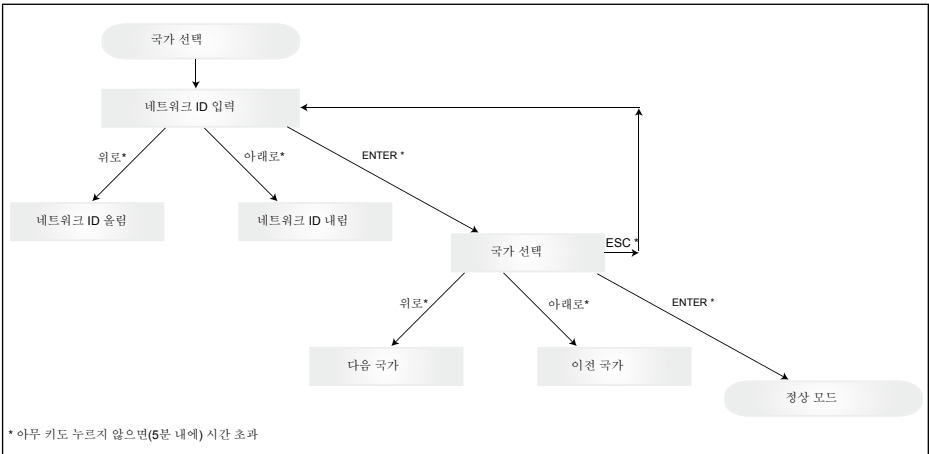 국가 선택
네트워크 ID 입력
위로*
아래로*
ENTER *
네트워크 ID 올림
네트워크 ID 내림
국가 선택
ESC *
위로*
아래로*
ENTER *
다음 국가
이전 국가
정상 모드
* 아무 키도 누르지 않으면(5분 내에) 시간 초과